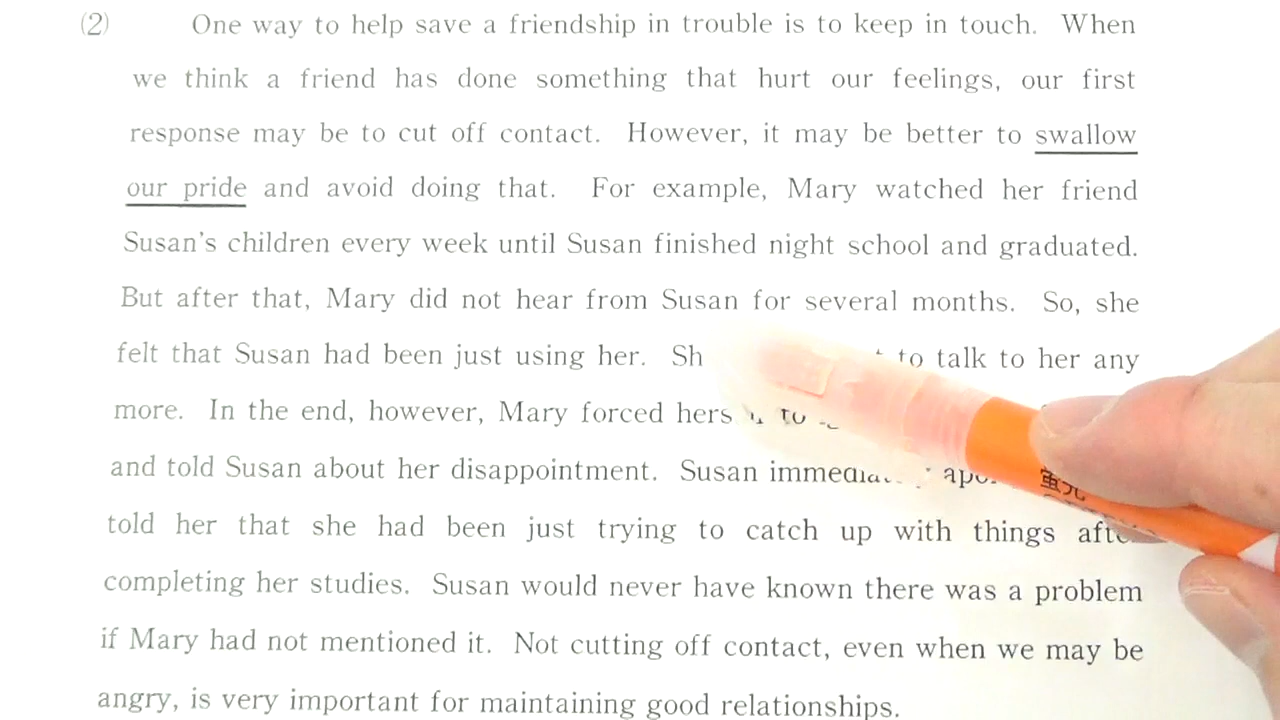 (2) One way to help save a friendship in trouble is to keep in touch. When
we think a friend has done something that hurt our feelings, our first
response may be to cut off contact. However, it may be better to swallow
our pride and avoid doing that. For example, Mary watched her friend
Susan's children every week until Susan finished night school and graduated.
But after that, Mary did not hear from Susan for several months. So, she
felt that Susan had been just using her. to talk to her any
more. In the end, however, Mary forced to
and told Susan about her disappointment. Susan
told her that she had been just trying to catch up with things
completing her studies. Susan would never have known there was a problem
if Mary had not mentioned it. Not cutting off contact, even when we may be
angry, is very important for maintaining good relationships.